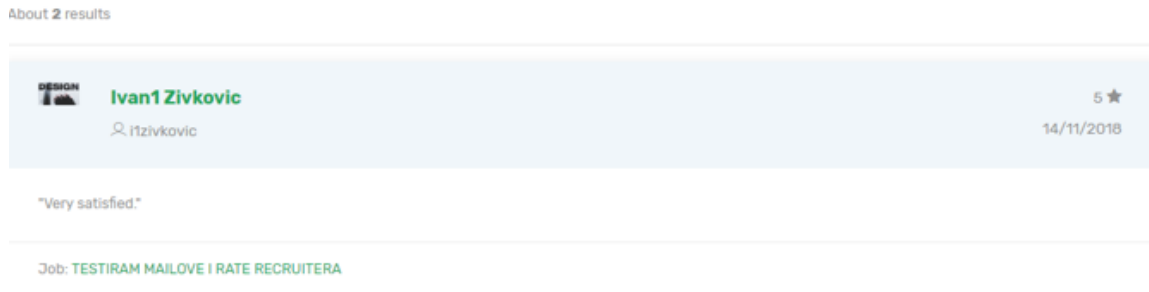 About 2 results
DESIGN
Ivan1 Zivkovic
5
i1zivkovic
14/11/2018
"Very satisfied."
Job: TESTIRAM MAILOVE I RATE RECRUITERA